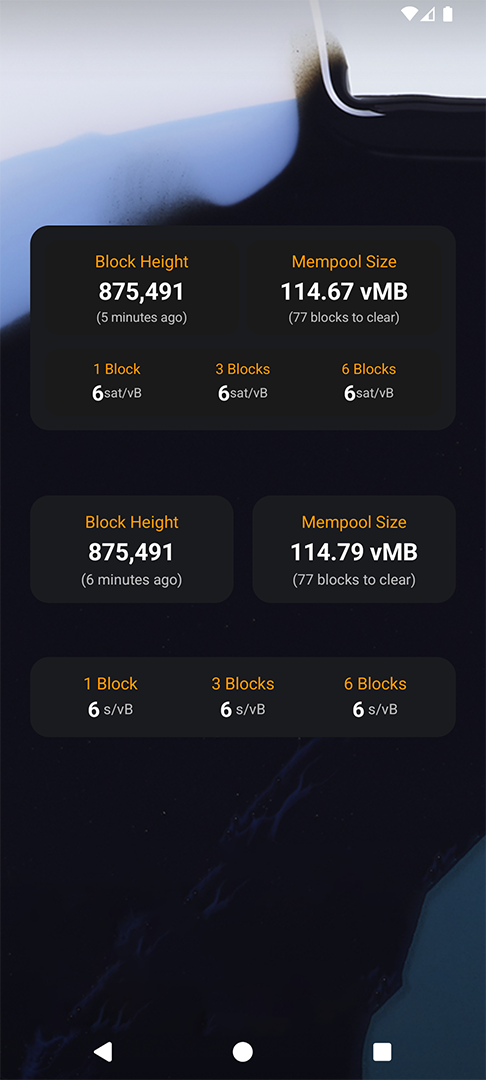 Block Height Mempool Size
875,491 114.67 vMB
(5 minutes ago) (77 blocks to clear)
1 Block 3 Blocks 6 Blocks
6sat/vB 6sat/vB 6sat/vB
Block Height Mempool Size
875,491 114.79 vMB
(6 minutes ago) (77 blocks to clear)
1 Block 3 Blocks 6 Blocks
6 s/vB 6 s/vB 6 s/vB